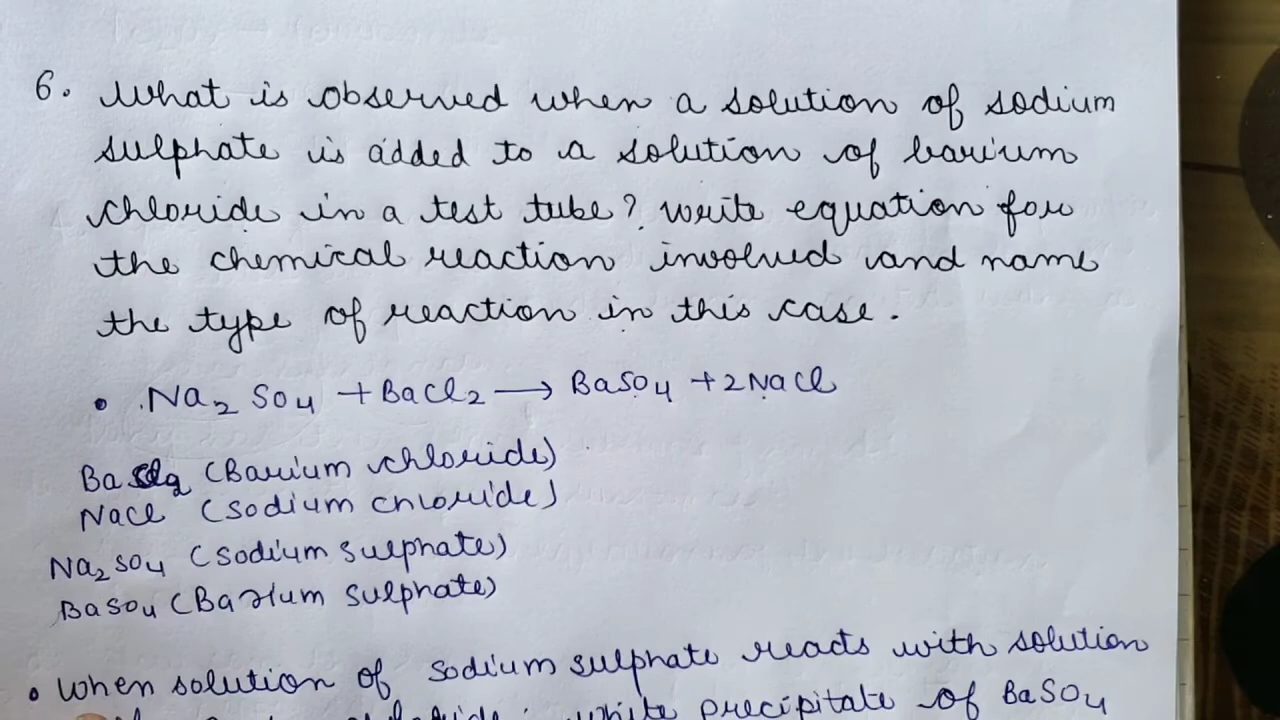 6. What is observed when a solution of sodium
sulphate is added to a solution of barium
chloride in a test tube? write equation for
the chemical reaction involved and name
the type of reaction in this case.
• Na2 SO4 + BaCl2 → BaSO4 + 2NaCl
BaCl2 (Barium chloride)
NaCl (Sodium chloride)
Na2SO4 (Sodium sulphate)
BaSO4 (Barium sulphate)
• When solution of sodium sulphate reacts with solution
white precipitate of BaSO4